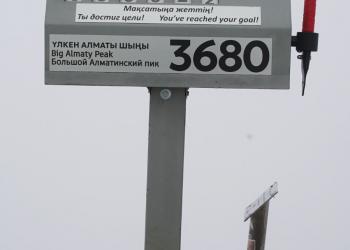 Мақсатыңа жеттің!
Ты достиг цели! You've reached your goal!
ҮЛКЕН АЛМАТЫ ШЫҢЫ
Big Almaty Peak
Большой Алматинский пик
3680